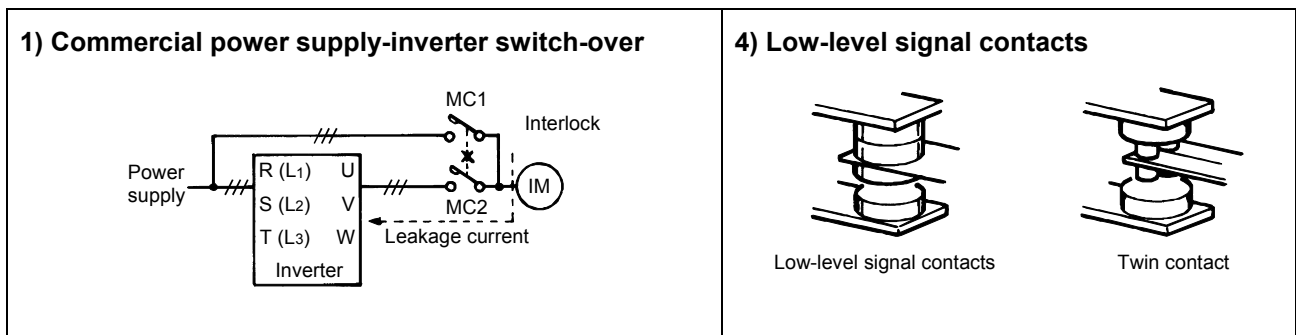 1) Commercial power supply-inverter switch-over
MC1
Interlock
Power
supply
R (L1) U
S (L2) V
T (L3) W
Inverter
IM
MC2
Leakage current
4) Low-level signal contacts
Low-level signal contacts
Twin contact